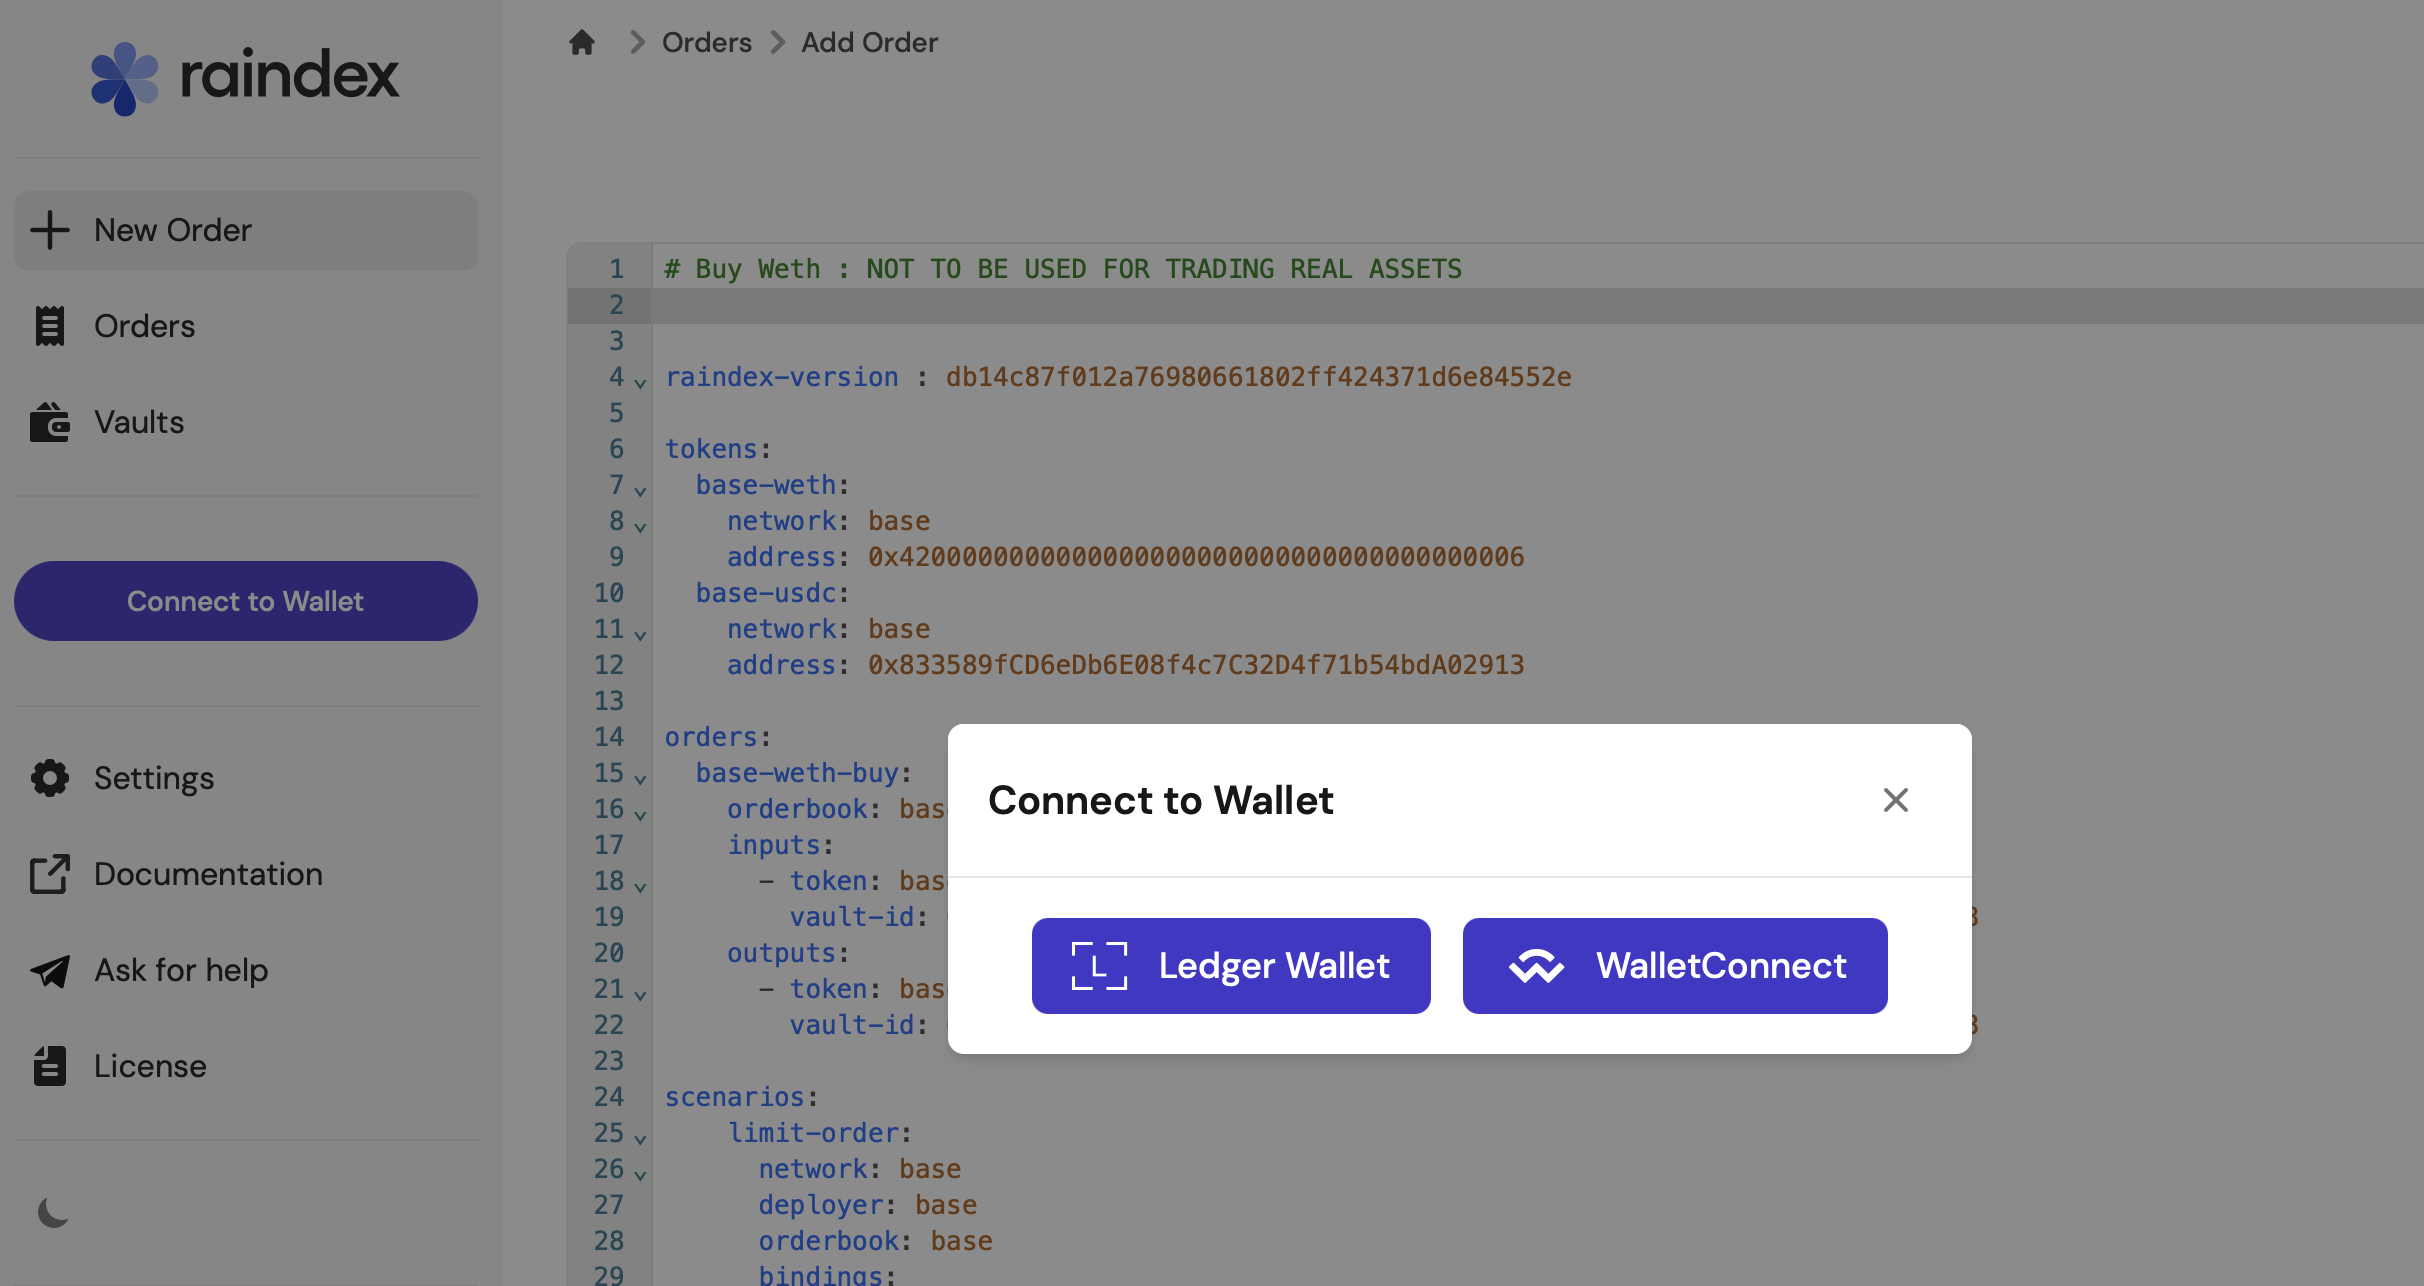 raindex
New Order
Orders
Vaults
Connect to Wallet
Settings
Documentation
Ask for help
License
Orders
Add Order
1 # Buy Weth : NOT TO BE USED FOR TRADING REAL ASSETS
2
3
4 raindex-version : db14c87f012a76980661802ff424371d6e84552e
5
6 tokens:
7 base-weth:
8 network: base
9 address: 0x4200000000000000000000000000000000000006
10 base-usdc:
11 network: base
12 address: 0x833589fCD6eDb6E08f4c7C32D4f71b54bdA02913
13
14 orders:
15 base-weth-buy:
16 orderbook: bas
17 inputs:
18 - token: bas
19 vault-id:
20 outputs:
21 - token: bas
22 vault-id:
23
24 scenarios:
25 limit-order:
26 network: base
27 deployer: base
28 orderbook: base
29 bindings:
Connect to Wallet
L Ledger Wallet
WalletConnect